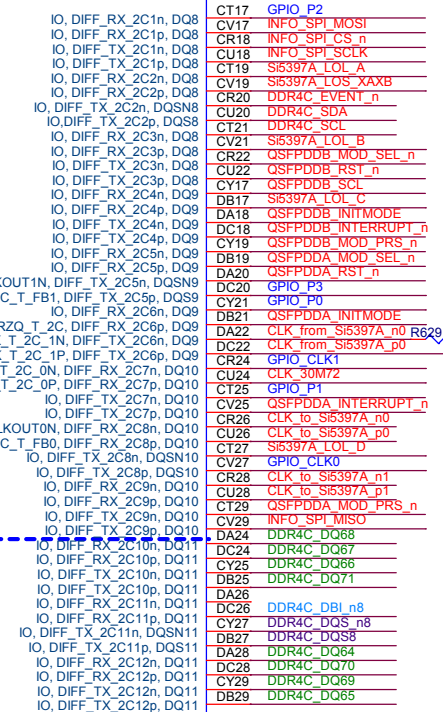 IO, DIFF_RX_2C1n, DQ8 CT17 GPIO_P2
IO, DIFF_RX_2C1p, DQ8 CV17 INFO_SPI_MOSI
IO, DIFF_TX_2C1n, DQ8 CR18 INFO_SPI_CS_n
IO, DIFF_TX_2C1p, DQ8 CU18 INFO_SPI_SCLK
IO, DIFF_RX_2C2n, DQ8 CT19 Si5397A_LOL_A
IO, DIFF_RX_2C2p, DQ8 CV19 Si5397A_LOS_XAXB
IO, DIFF_TX_2C2n, DQSN8 CR20 DDR4C_EVENT_n
IO,DIFF_TX_2C2p, DQS8 CU20 DDR4C_SDA
IO, DIFF_RX_2C3n, DQ8 CT21 DDR4C_SCL
IO, DIFF_RX_2C3p, DQ8 CV21 Si5397A_LOL_B
IO, DIFF_TX_2C3n, DQ8 CR22 QSFPDDB_MOD_SEL_n
IO, DIFF_TX_2C3p, DQ8 CU22 QSFPDDB_RST_n
IO, DIFF_RX_2C4n, DQ9 CY17 QSFPDDB_SCL
IO, DIFF_RX_2C4p, DQ9 DB17 Si5397A_LOL_C
IO, DIFF_TX_2C4n, DQ9 DA18 QSFPDDB_INITMODE
IO, DIFF_TX_2C4p, DQ9 DC18 QSFPDDB_INTERRUPT_n
IO, DIFF_RX_2C5n, DQ9 CY19 QSFPDDB_MOD_PRS_n
IO, DIFF_RX_2C5p, DQ9 DB19 QSFPDDA_MOD_SEL_n
KOUT1N, DIFF_TX_2C5n, DQSN9 DA20 QSFPDDA_RST_n
C_T_FB1, DIFF_TX_2C5p, DQS9 DC20 GPIO_P3
IO, DIFF_RX_2C6n, DQ9 CY21 GPIO_P0
RZQ_T_2C, DIFF_RX_2C6p, DQ9 DB21 QSFPDDA_INITMODE
_T_2C_1N, DIFF_TX_2C6n, DQ9 DA22 CLK_from_Si5397A_n0 R629
_T_2C_1P, DIFF_TX_2C6p, DQ9 DC22 CLK_from_Si5397A_p0
T_2C_0N, DIFF_RX_2C7n, DQ10 CR24 GPIO_CLK1
T_2C_0P, DIFF_RX_2C7p, DQ10 CU24 CLK_30M72
IO, DIFF_TX_2C7n, DQ10 CT25 GPIO_P1
IO, DIFF_TX_2C7p, DQ10 CV25 QSFPDDA_INTERRUPT_n
LKOUT0N, DIFF_RX_2C8n, DQ10 CR26 CLK_to_Si5397A_n0
C_T_FB0, DIFF_RX_2C8p, DQ10 CU26 CLK_to_Si5397A_p0
IO, DIFF_TX_2C8n, DQSN10 CT27 Si5397A_LOL_D
IO, DIFF_TX_2C8p, DQS10 CV27 GPIO_CLK0
IO, DIFF_RX_2C9n, DQ10 CR28 CLK_to_Si5397A_n1
IO, DIFF_RX_2C9p, DQ10 CU28 CLK_to_Si5397A_p1
IO, DIFF_TX_2C9n, DQ10 CT29 QSFPDDA_MOD_PRS_n
IO, DIFF_TX_2C9p, DQ10 CV29 INFO_SPI_MISO
IO, DIFF_RX_2C10n, DQ11 DA24 DDR4C_DQ68
IO, DIFF_RX_2C10p, DQ11 DC24 DDR4C_DQ67
IO, DIFF_TX_2C10n, DQ11 CY25 DDR4C_DQ66
IO, DIFF_TX_2C10p, DQ11 DB25 DDR4C_DQ71
IO, DIFF_RX_2C11n, DQ11 DA26
IO, DIFF_RX_2C11p, DQ11 DC26 DDR4C_DBI_n8
IO, DIFF_TX_2C11n, DQSN11 CY27 DDR4C_DQS_n8
IO, DIFF_TX_2C11p, DQS11 DB27 DDR4C_DQS8
IO, DIFF_RX_2C12n, DQ11 DA28 DDR4C_DQ64
IO, DIFF_RX_2C12p, DQ11 DC28 DDR4C_DQ70
IO, DIFF_TX_2C12n, DQ11 CY29 DDR4C_DQ69
IO, DIFF_TX_2C12p, DQ11 DB29 DDR4C_DQ65